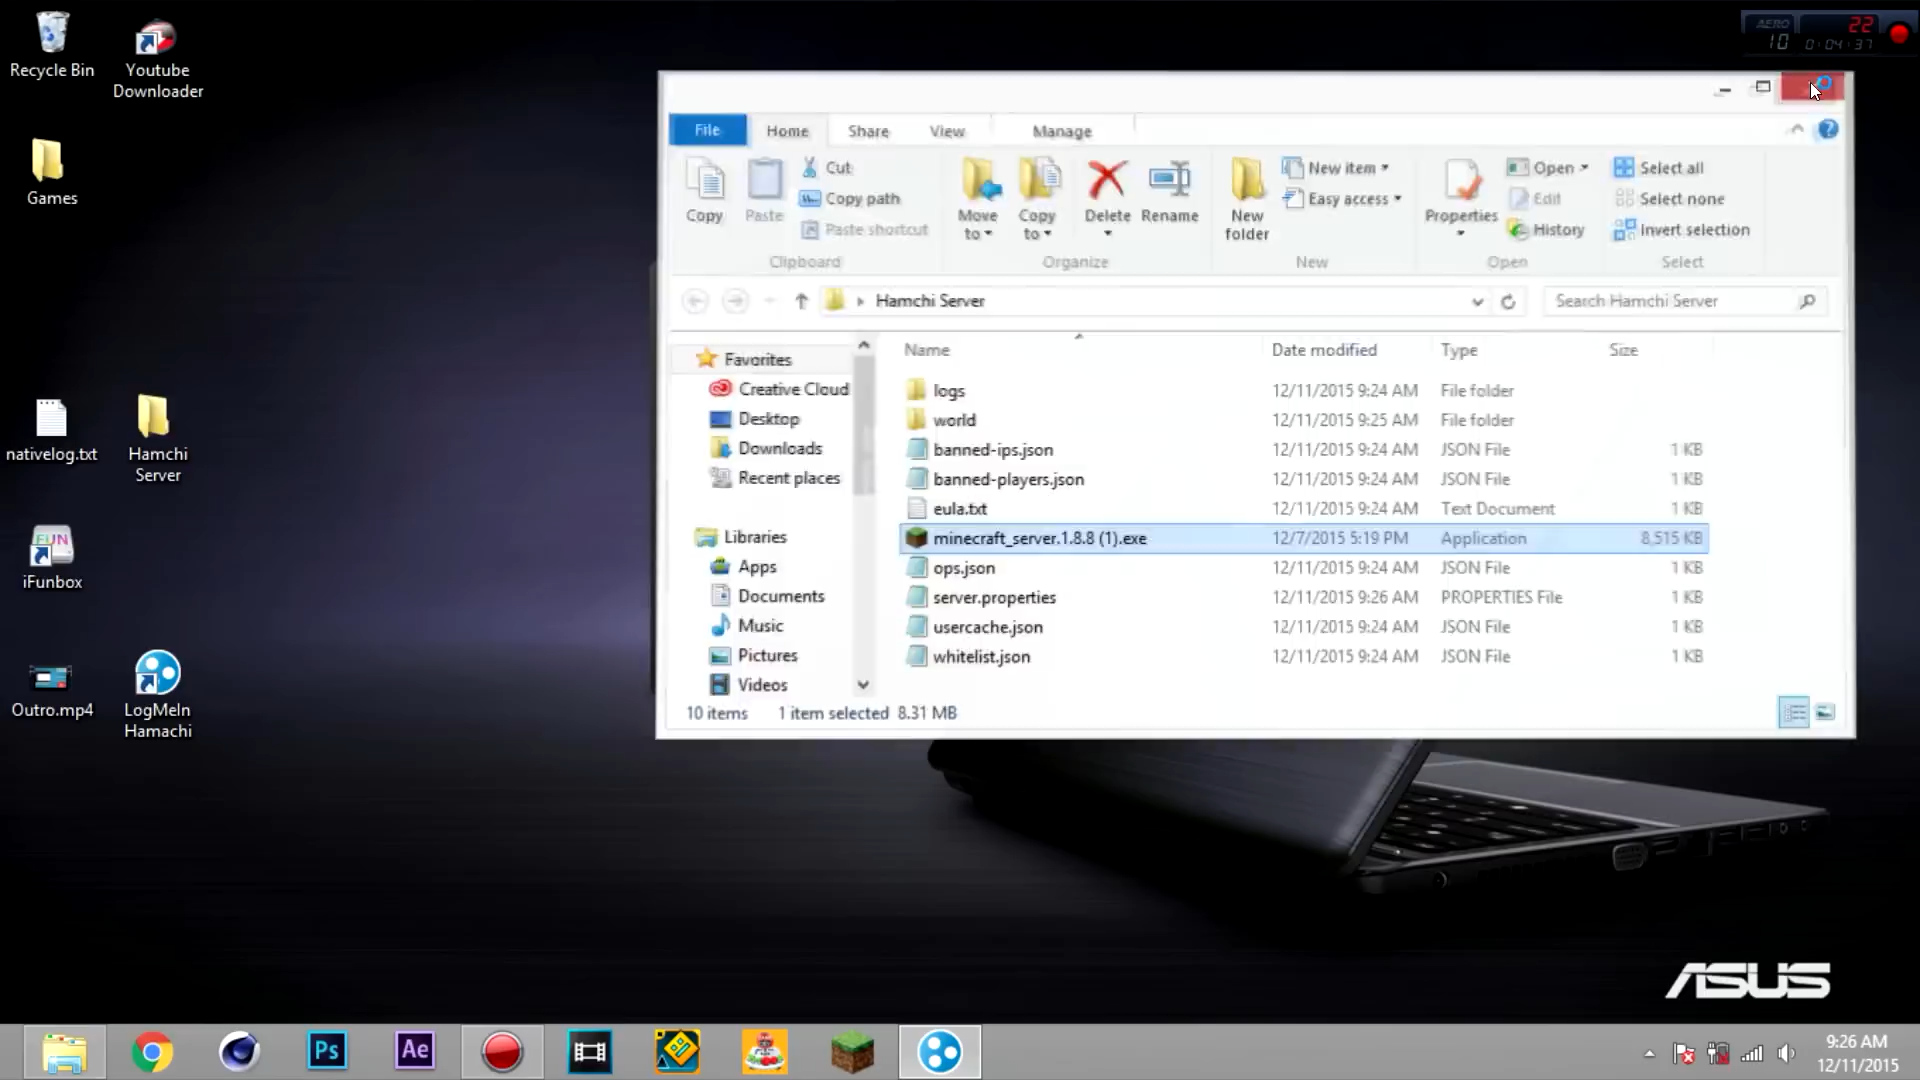 Recycle Bin
Youtube
Downloader
Games
nativelog.txt
Hamchi
Server
iFunbox
Outro.mp4
LogMeIn
Hamachi
AERO
10
22
0:04:37
File
Home
Share
View
Manage
Copy
Paste
Cut
Copy path
Paste shortcut
Clipboard
Move
to
Copy
to
Delete
Rename
Organize
New
folder
New item
Easy access
New
Properties
Open
Edit
History
Open
Select all
Select none
Invert selection
Select
Hamchi Server
Search Hamchi Server
Favorites
Creative Cloud
Desktop
Downloads
Recent places
Libraries
Apps
Documents
Music
Pictures
Videos
Name Date modified Type Size
logs 12/11/2015 9:24 AM File folder
world 12/11/2015 9:25 AM File folder
banned-ips.json 12/11/2015 9:24 AM JSON File 1 KB
banned-players.json 12/11/2015 9:24 AM JSON File 1 KB
eula.txt 12/11/2015 9:24 AM Text Document 1 KB
minecraft_server.1.8.8 (1).exe 12/7/2015 5:19 PM Application 8,515 KB
ops.json 12/11/2015 9:24 AM JSON File 1 KB
server.properties 12/11/2015 9:26 AM PROPERTIES File 1 KB
usercache.json 12/11/2015 9:24 AM JSON File 1 KB
whitelist.json 12/11/2015 9:24 AM JSON File 1 KB
10 items 1 item selected 8.31 MB
ASUS
FUN
Ps
Ae
9:26 AM
12/11/2015